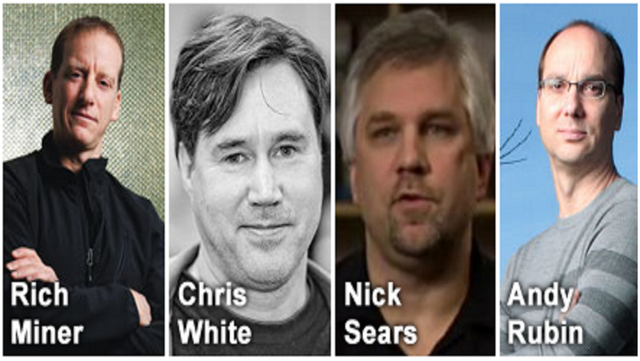 Rich
Miner
Chris
White
Nick
Sears
Andy
Rubin